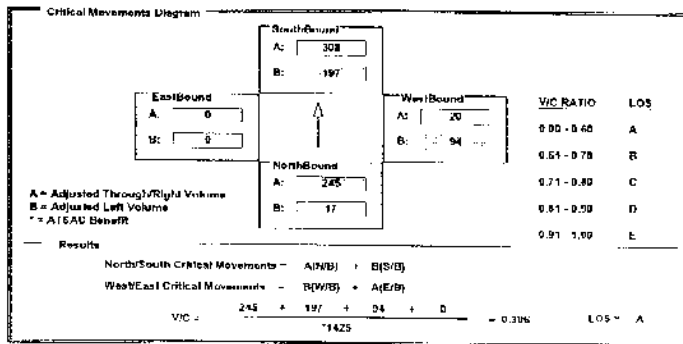 Critical Movements Diagram
SouthBound
A: 308
B: 197
EastBound
A: 0
B: 0
WestBound
A: 20
B: 94
NorthBound
A: 245
B: 17
V/C RATIO LOS
0.00 - 0.60 A
0.61 - 0.70 B
0.71 - 0.80 C
0.81 - 0.90 D
0.91 - 1.00 E
A = Adjusted Through/Right Volume
B = Adjusted Left Volume
* = ATSAC Benefit
Results
North/South Critical Movements = A(N/B) + B(S/B)
West/East Critical Movements = B(W/B) + A(E/B)
V/C = 245 + 197 + 94 + 0
*1425
= LOS = A